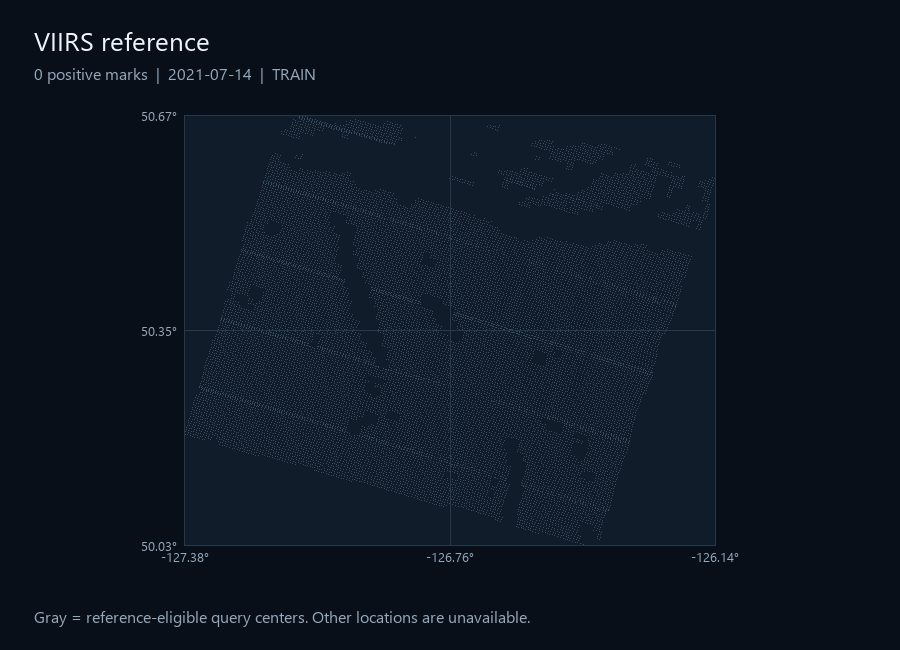 VIIRS reference
0 positive marks | 2021-07-14 | TRAIN
50.67°
50.35°
50.03°
-127.38°
-126.76°
-126.14°
Gray = reference-eligible query centers. Other locations are unavailable.